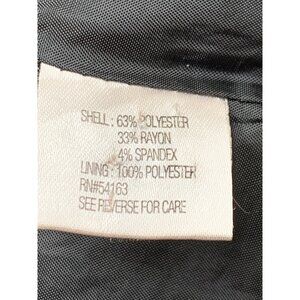 SHELL : 63% POLYESTER
33% RAYON
4% SPANDEX
LINING : 100% POLYESTER
RN#54163
SEE REVERSE FOR CARE